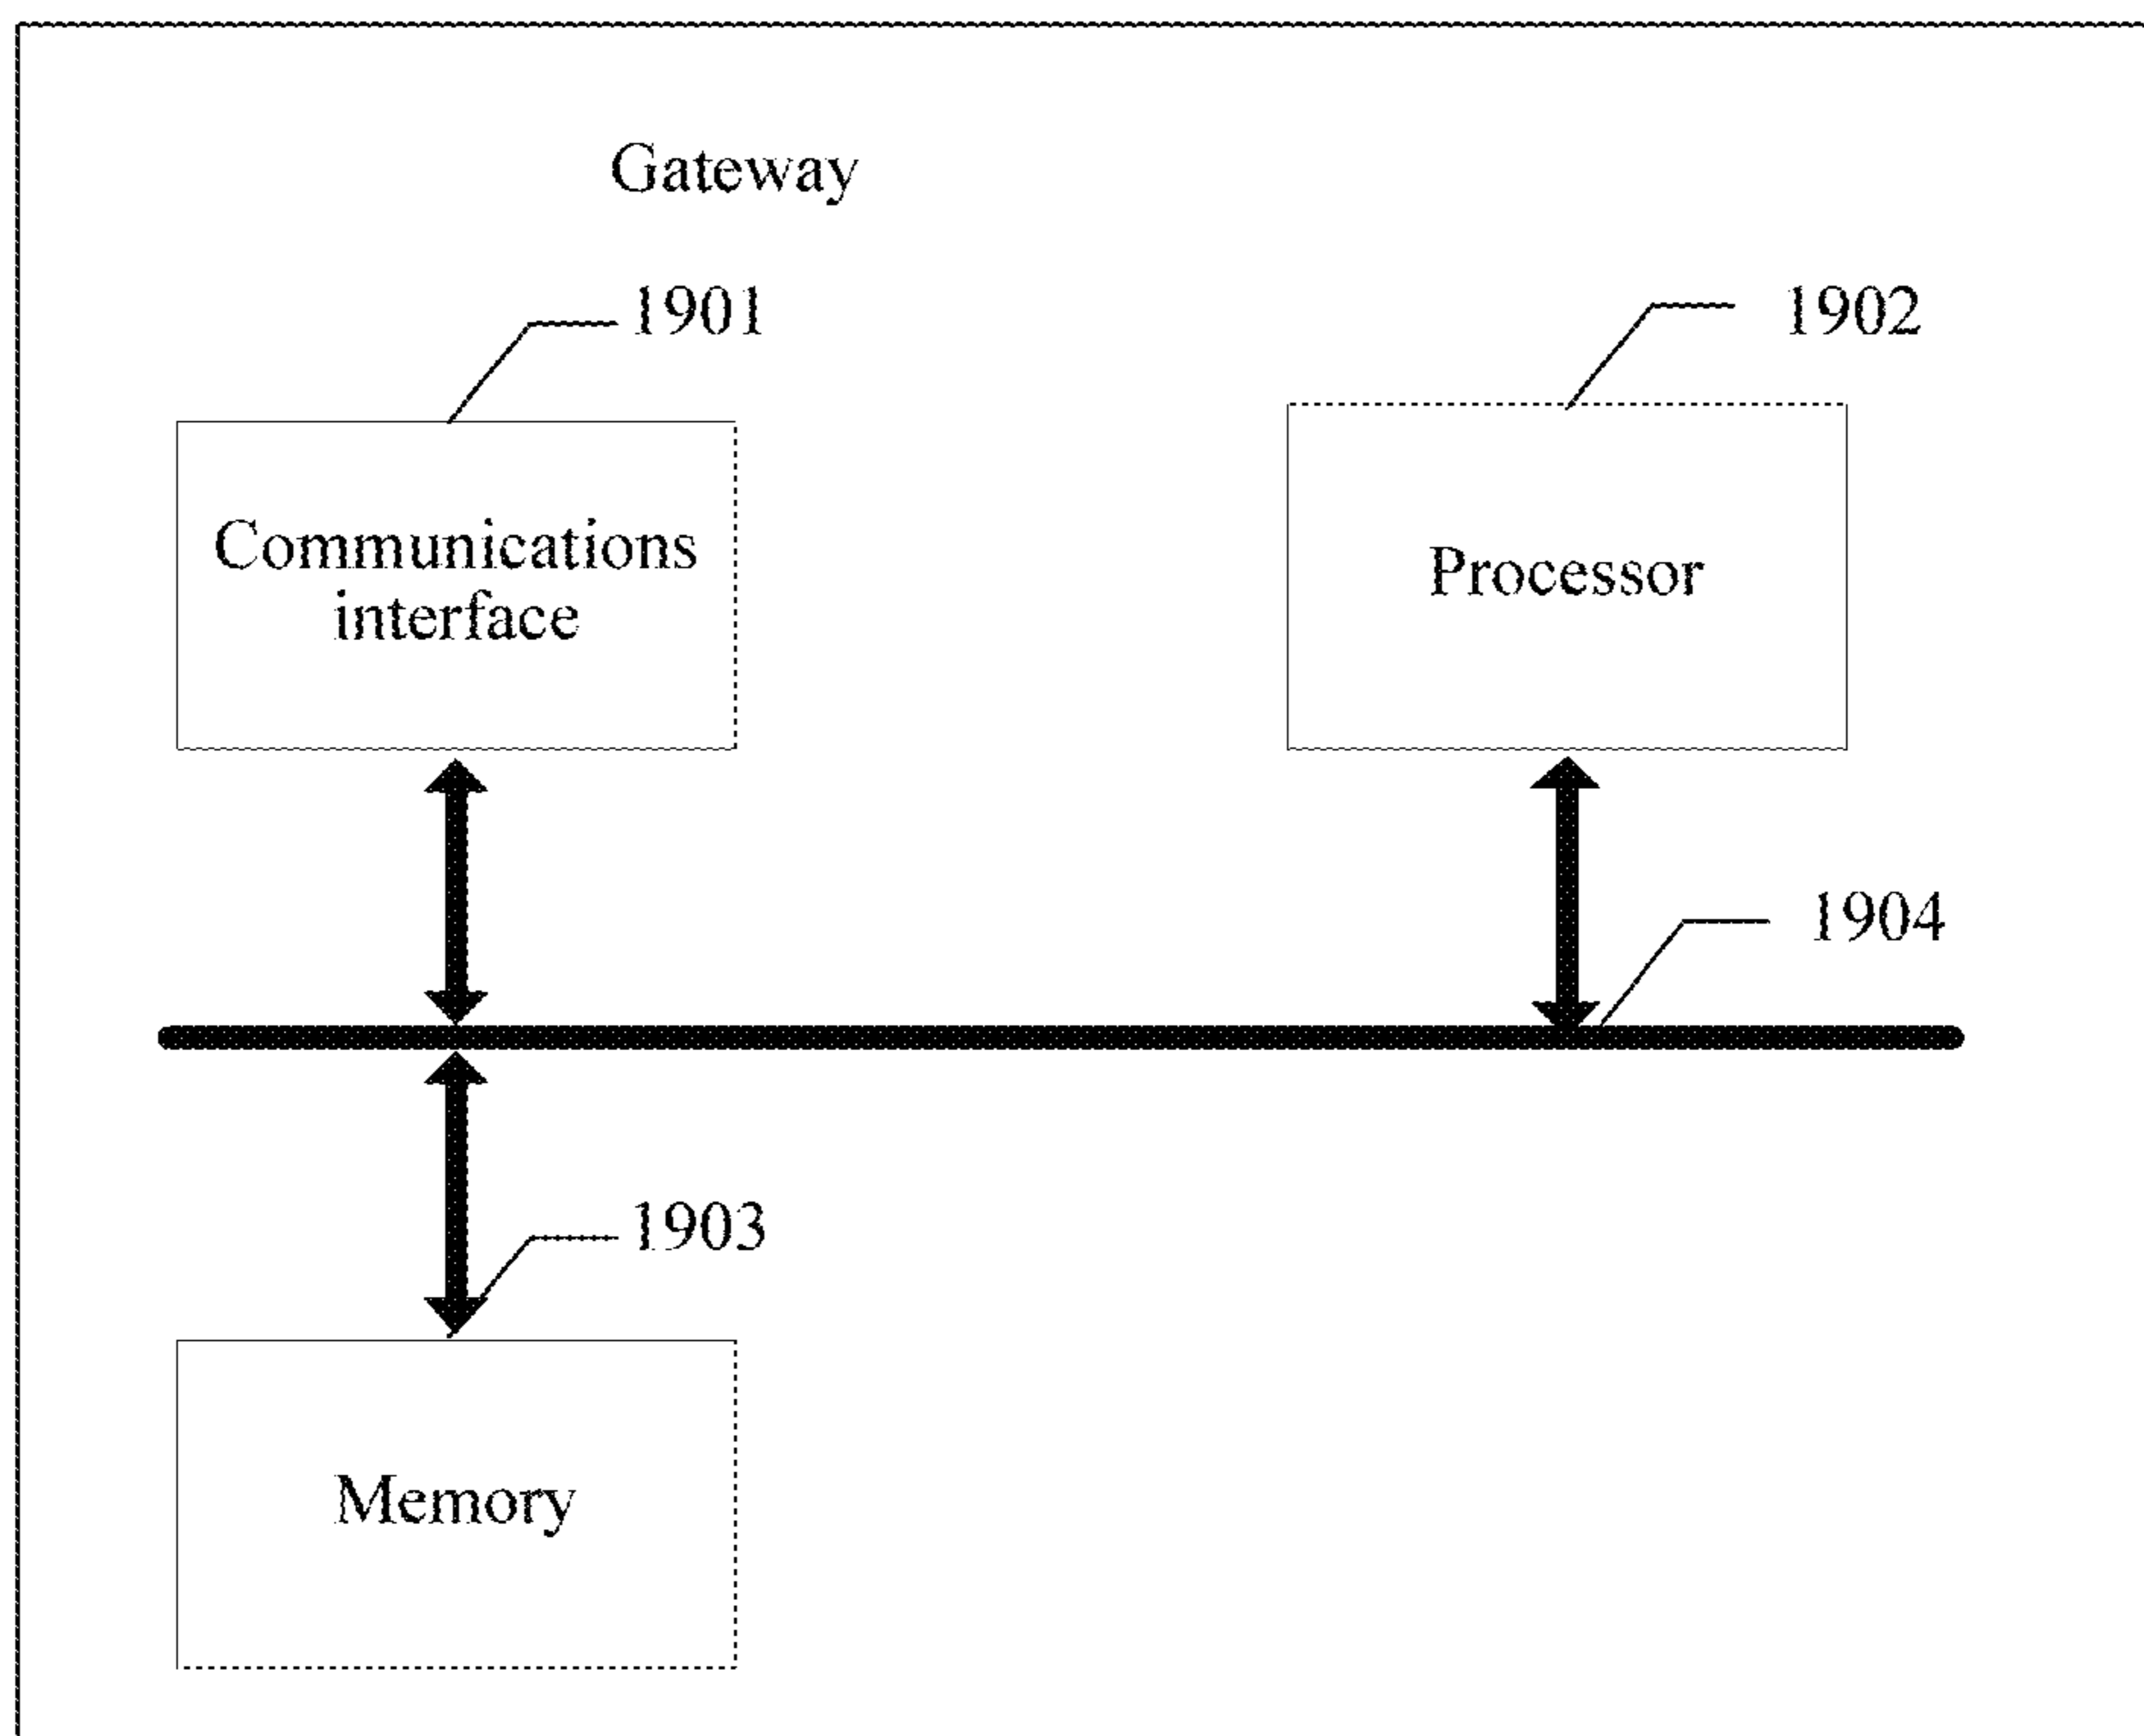 Gateway
1901
1902
Communications
interface
Processor
1904
1903
Memory